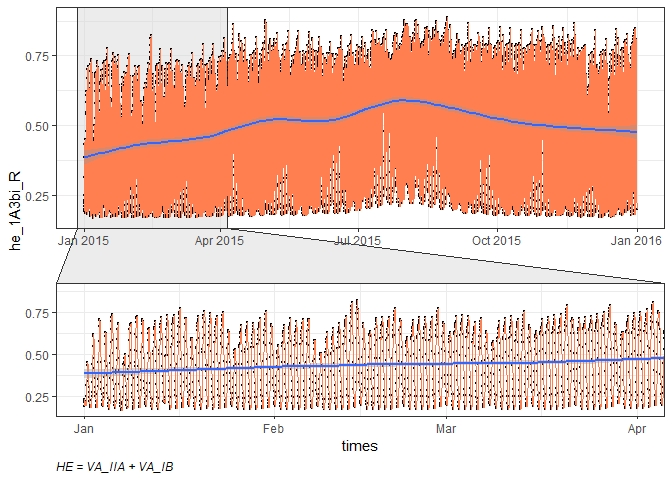 he_1A3bi_R
0.75
0.50
0.25
Jan 2015 Apr 2015 Jul 2015 Oct 2015 Jan 2016
0.75
0.50
0.25
Jan Feb Mar Apr
times
HE = VA_IIA + VA_IB